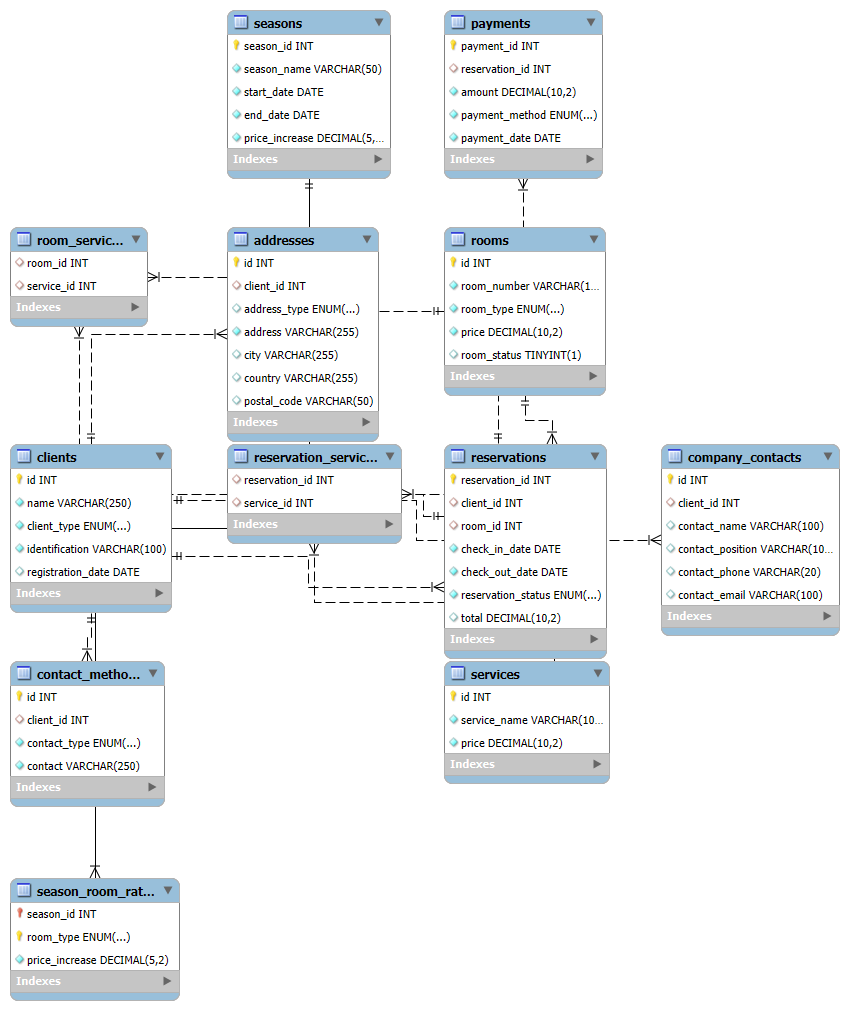 seasons
season_id INT
season_name VARCHAR(50)
start_date DATE
end_date DATE
price_increase DECIMAL(5,...
Indexes
payments
payment_id INT
reservation_id INT
amount DECIMAL(10,2)
payment_method ENUM(...)
payment_date DATE
Indexes
room_servic...
room_id INT
service_id INT
Indexes
addresses
id INT
client_id INT
address_type ENUM(...)
address VARCHAR(255)
city VARCHAR(255)
country VARCHAR(255)
postal_code VARCHAR(50)
Indexes
rooms
id INT
room_number VARCHAR(1...
room_type ENUM(...)
price DECIMAL(10,2)
room_status TINYINT(1)
Indexes
clients
id INT
name VARCHAR(250)
client_type ENUM(...)
identification VARCHAR(100)
registration_date DATE
Indexes
reservation_servic...
reservation_id INT
service_id INT
Indexes
reservations
reservation_id INT
client_id INT
room_id INT
check_in_date DATE
check_out_date DATE
reservation_status ENUM(...)
total DECIMAL(10,2)
Indexes
company_contacts
id INT
client_id INT
contact_name VARCHAR(100)
contact_position VARCHAR(10...
contact_phone VARCHAR(20)
contact_email VARCHAR(100)
Indexes
contact_metho...
id INT
client_id INT
contact_type ENUM(...)
contact VARCHAR(250)
Indexes
services
id INT
service_name VARCHAR(10...
price DECIMAL(10,2)
Indexes
season_room_rat...
season_id INT
room_type ENUM(...)
price_increase DECIMAL(5,2)
Indexes